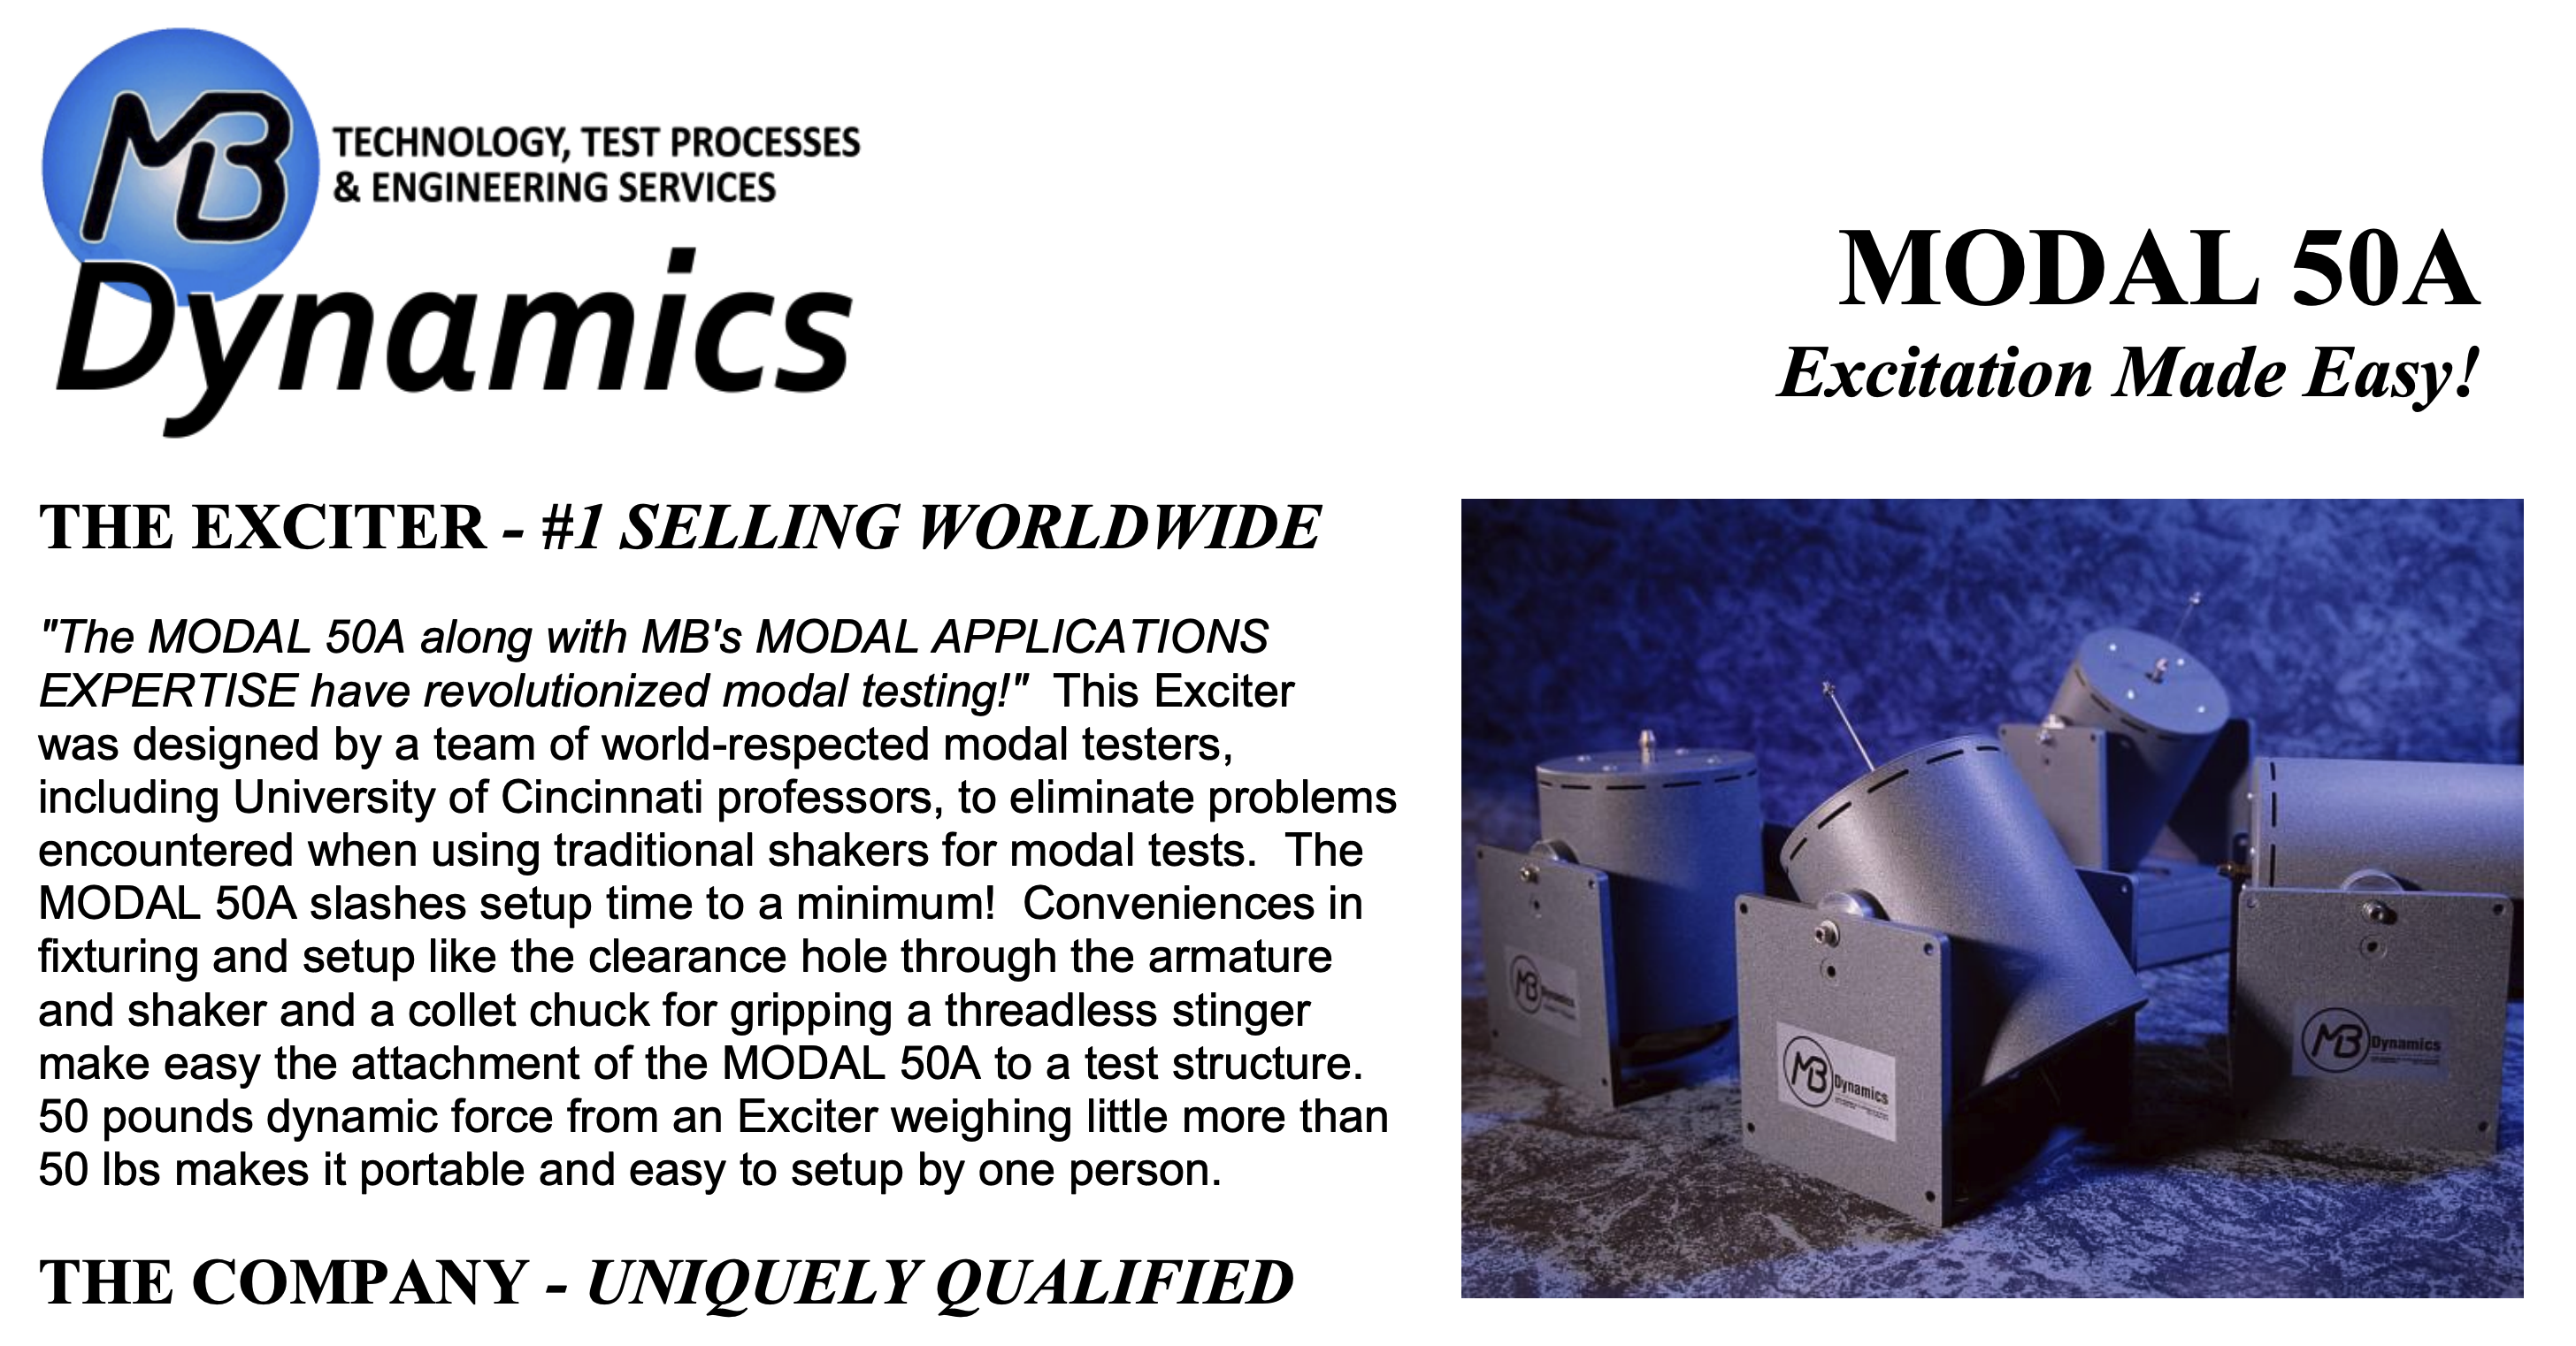 MB
TECHNOLOGY, TEST PROCESSES
& ENGINEERING SERVICES
Dynamics
MODAL 50A
Excitation Made Easy!
THE EXCITER - #1 SELLING WORLDWIDE
"The MODAL 50A along with MB's MODAL APPLICATIONS
EXPERTISE have revolutionized modal testing!"  This Exciter
was designed by a team of world-respected modal testers,
including University of Cincinnati professors, to eliminate problems
encountered when using traditional shakers for modal tests.  The
MODAL 50A slashes setup time to a minimum!  Conveniences in
fixturing and setup like the clearance hole through the armature
and shaker and a collet chuck for gripping a threadless stinger
make easy the attachment of the MODAL 50A to a test structure.
50 pounds dynamic force from an Exciter weighing little more than
50 lbs makes it portable and easy to setup by one person.
THE COMPANY - UNIQUELY QUALIFIED
MB Dynamics
MB Dynamics
MB Dynamics